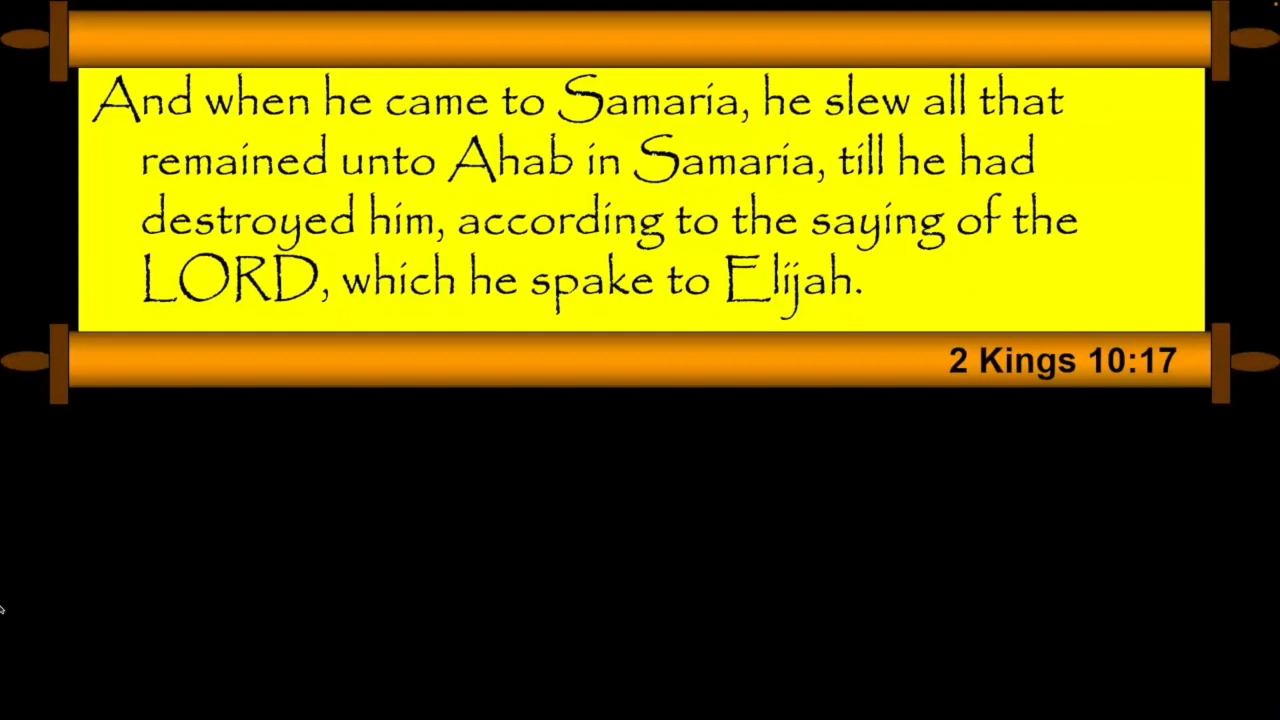 And when he came to Samaria, he slew all that
remained unto Ahab in Samaria, till he had
destroyed him, according to the saying of the
LORD, which he spake to Elijah.
2 Kings 10:17